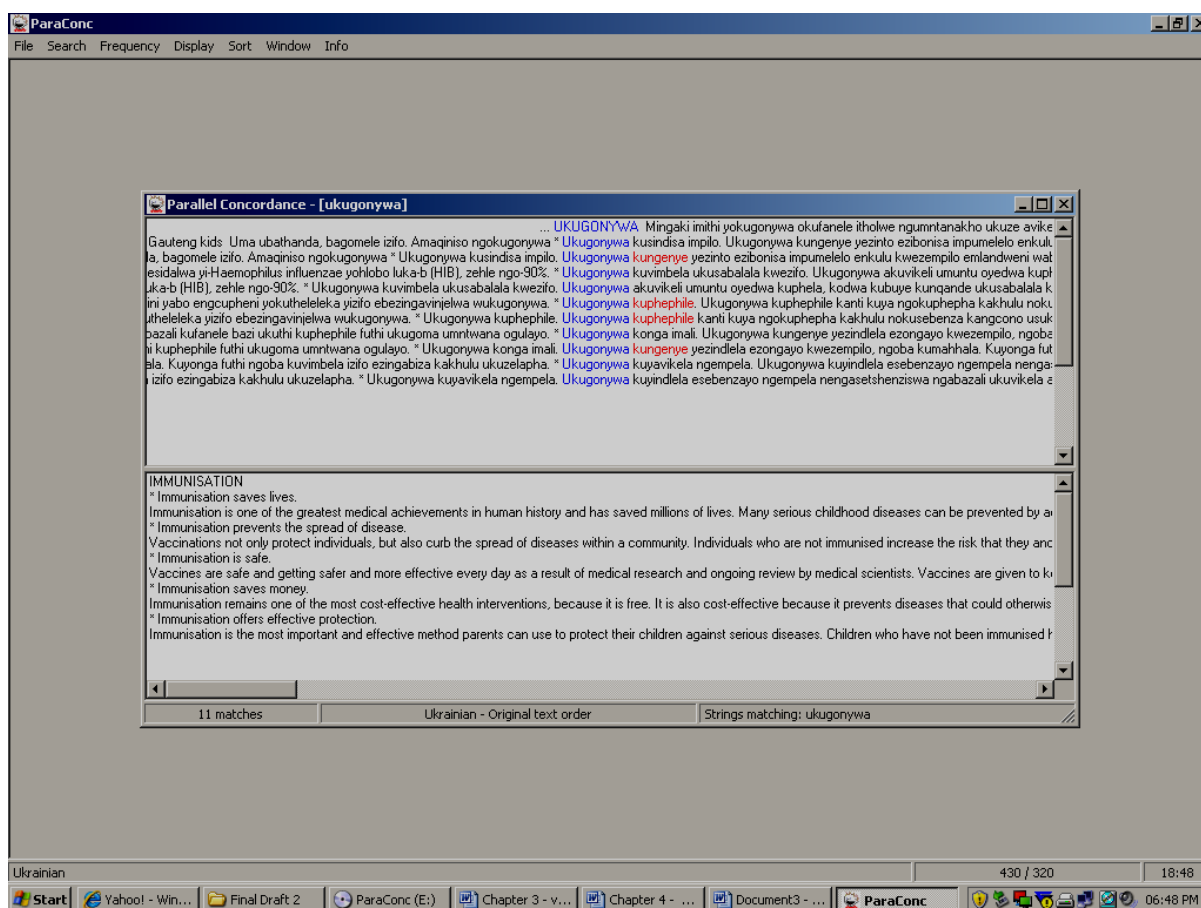 ParaConc
File Search Frequency Display Sort Window Info
Parallel Concordance - [ukugonywa]
... UKUGONYWA Mingaki imithi yokugonywa okufanele itholwe ngumntanakho ukuze avike
Gauteng kids Uma ubathanda, bagomele izifo. Amaqiniso ngokugonywa * Ukugonywa kusindisa impilo. Ukugonywa kungenye yezinto ezibonisa impumelelo enkulu
la, bagomele izifo. Amaqiniso ngokugonywa * Ukugonywa kusindisa impilo. Ukugonywa kungenye yezinto ezibonisa impumelelo enkulu kwezempilo emlandweni wab
esidalwa yi-Haemophilus influenzae yohlobo luka-b (HIB), zehle ngo-90%. * Ukugonywa kuvimbela ukusabalala kwezifo. Ukugonywa akuvikeli umuntu oyedwa kuph
uka-b (HIB), zehle ngo-90%. * Ukugonywa kuvimbela ukusabalala kwezifo. Ukugonywa akuvikeli umuntu oyedwa kuphela, kodwa kubuye kunqande ukusabalala k
ini yabo engcupheni yokutheleleka yizifo ebezingavinjelwa wukugonywa. * Ukugonywa kuphephile. Ukugonywa kuphephile kanti kuya ngokuphepha kakhulu noku
utheleleka yizifo ebezingavinjelwa wukugonywa. * Ukugonywa kuphephile. Ukugonywa kuphephile kanti kuya ngokuphepha kakhulu nokusebenza kangcono usuk
bazali kufanele bazi ukuthi kuphephile futhi ukugoma umntwana ogulayo. * Ukugonywa konga imali. Ukugonywa kungenye yezindlela ezongayo kwezempilo, ngoba
hi kuphephile futhi ukugoma umntwana ogulayo. * Ukugonywa konga imali. Ukugonywa kungenye yezindlela ezongayo kwezempilo, ngoba kumahhala. Kuyonga fut
ala. Kuyonga futhi ngoba kuvimbela izifo ezingabiza kakhulu ukuzelapha. * Ukugonywa kuyavikela ngempela. Ukugonywa kuyindlela esebenzayo ngempela nenga
izifo ezingabiza kakhulu ukuzelapha. * Ukugonywa kuyavikela ngempela. Ukugonywa kuyindlela esebenzayo ngempela nengasetshenziswa ngabazali ukuvikela a
IMMUNISATION
* Immunisation saves lives.
Immunisation is one of the greatest medical achievements in human history and has saved millions of lives. Many serious childhood diseases can be prevented by a
* Immunisation prevents the spread of disease.
Vaccinations not only protect individuals, but also curb the spread of diseases within a community. Individuals who are not immunised increase the risk that they and
* Immunisation is safe.
Vaccines are safe and getting safer and more effective every day as a result of medical research and ongoing review by medical scientists. Vaccines are given to k
* Immunisation saves money.
Immunisation remains one of the most cost-effective health interventions, because it is free. It is also cost-effective because it prevents diseases that could otherwis
* Immunisation offers effective protection.
Immunisation is the most important and effective method parents can use to protect their children against serious diseases. Children who have not been immunised h
11 matches Ukrainian - Original text order Strings matching: ukugonywa
Ukrainian 430 / 320 18:48
Start Yahoo! - Win... Final Draft 2 ParaConc (E:) Chapter 3 - v... Chapter 4 - ... Document3 - ... ParaConc 06:48 PM